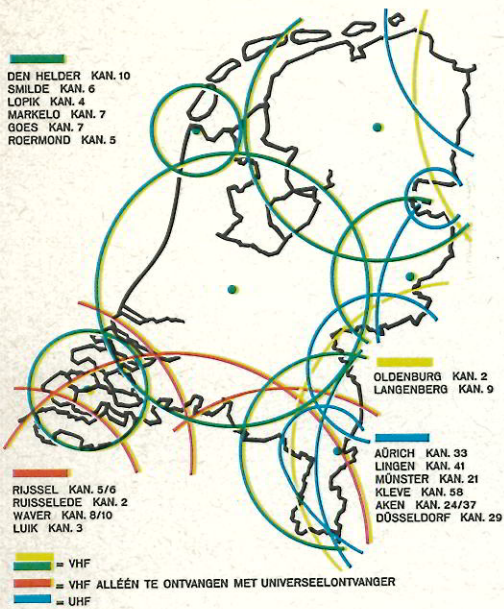 DEN HELDER KAN. 10
SMILDE KAN. 6
LOPIK KAN. 4
MARKELO KAN. 7
GOES KAN. 7
ROERMOND KAN. 5
OLDENBURG KAN. 2
LANGENBERG KAN. 9
AÜRICH KAN. 33
LINGEN KAN. 41
MÜNSTER KAN. 21
KLEVE KAN. 58
AKEN KAN. 24/37
DÜSSELDORF KAN. 29
RIJSSEL KAN. 5/6
RUISSELEDE KAN. 2
WAVER KAN. 8/10
LUIK KAN. 3
= VHF
= VHF ALLÉÉN TE ONTVANGEN MET UNIVERSEELONTVANGER
= UHF